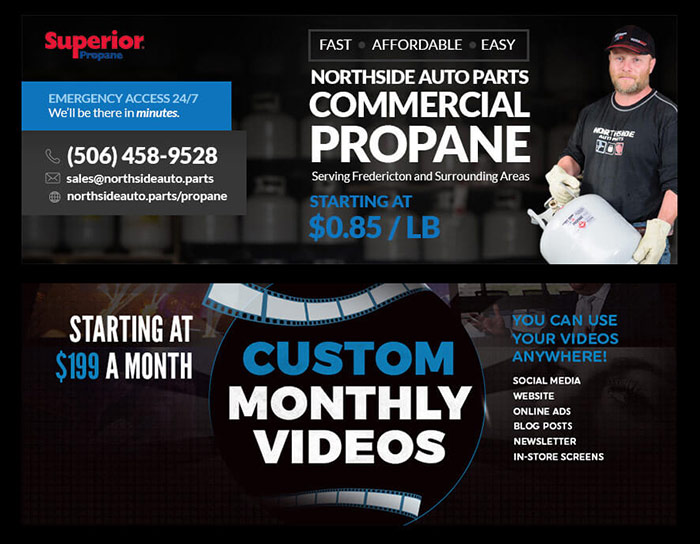 Superior
Propane
EMERGENCY ACCESS 24/7
We'll be there in minutes.
(506) 458-9528
sales@northsideauto.parts
northsideauto.parts/propane
FAST • AFFORDABLE • EASY
NORTHSIDE AUTO PARTS
COMMERCIAL
PROPANE
Serving Fredericton and Surrounding Areas
STARTING AT
$0.85 / LB
NORTHSIDE
AUTO PARTS
STARTING AT
$199 A MONTH
CUSTOM
MONTHLY
VIDEOS
YOU CAN USE
YOUR VIDEOS
ANYWHERE!
SOCIAL MEDIA
WEBSITE
ONLINE ADS
BLOG POSTS
NEWSLETTER
IN-STORE SCREENS